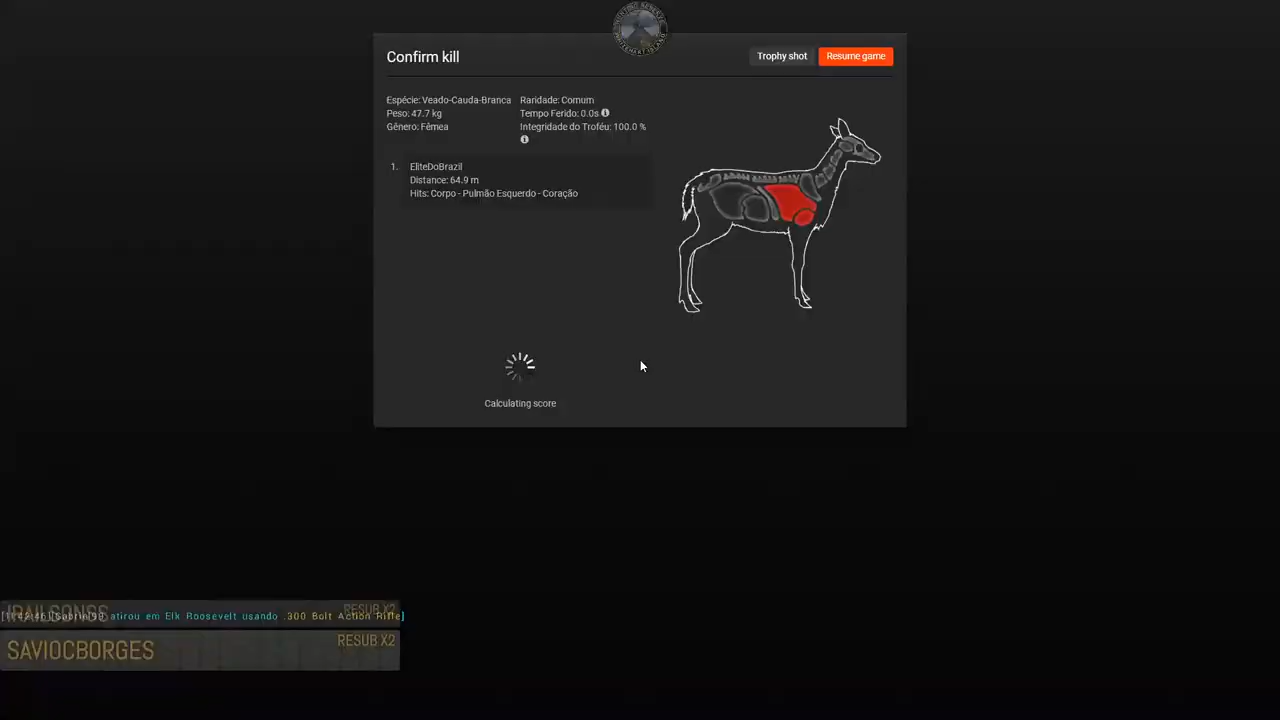 Confirm kill
Trophy shot
Resume game
Espécie: Veado-Cauda-Branca
Peso: 47.7 kg
Gênero: Fêmea
Raridade: Comum
Tempo Ferido: 0.0s
Integridade do Troféu: 100.0 %
1. EliteDoBrazil
Distance: 64.9 m
Hits: Corpo - Pulmão Esquerdo - Coração
Calculating score
RESUB X2
atirou em Elk Roosevelt usando .300 Bolt Action Rifle]
SAVIOCBORGES
RESUB X2